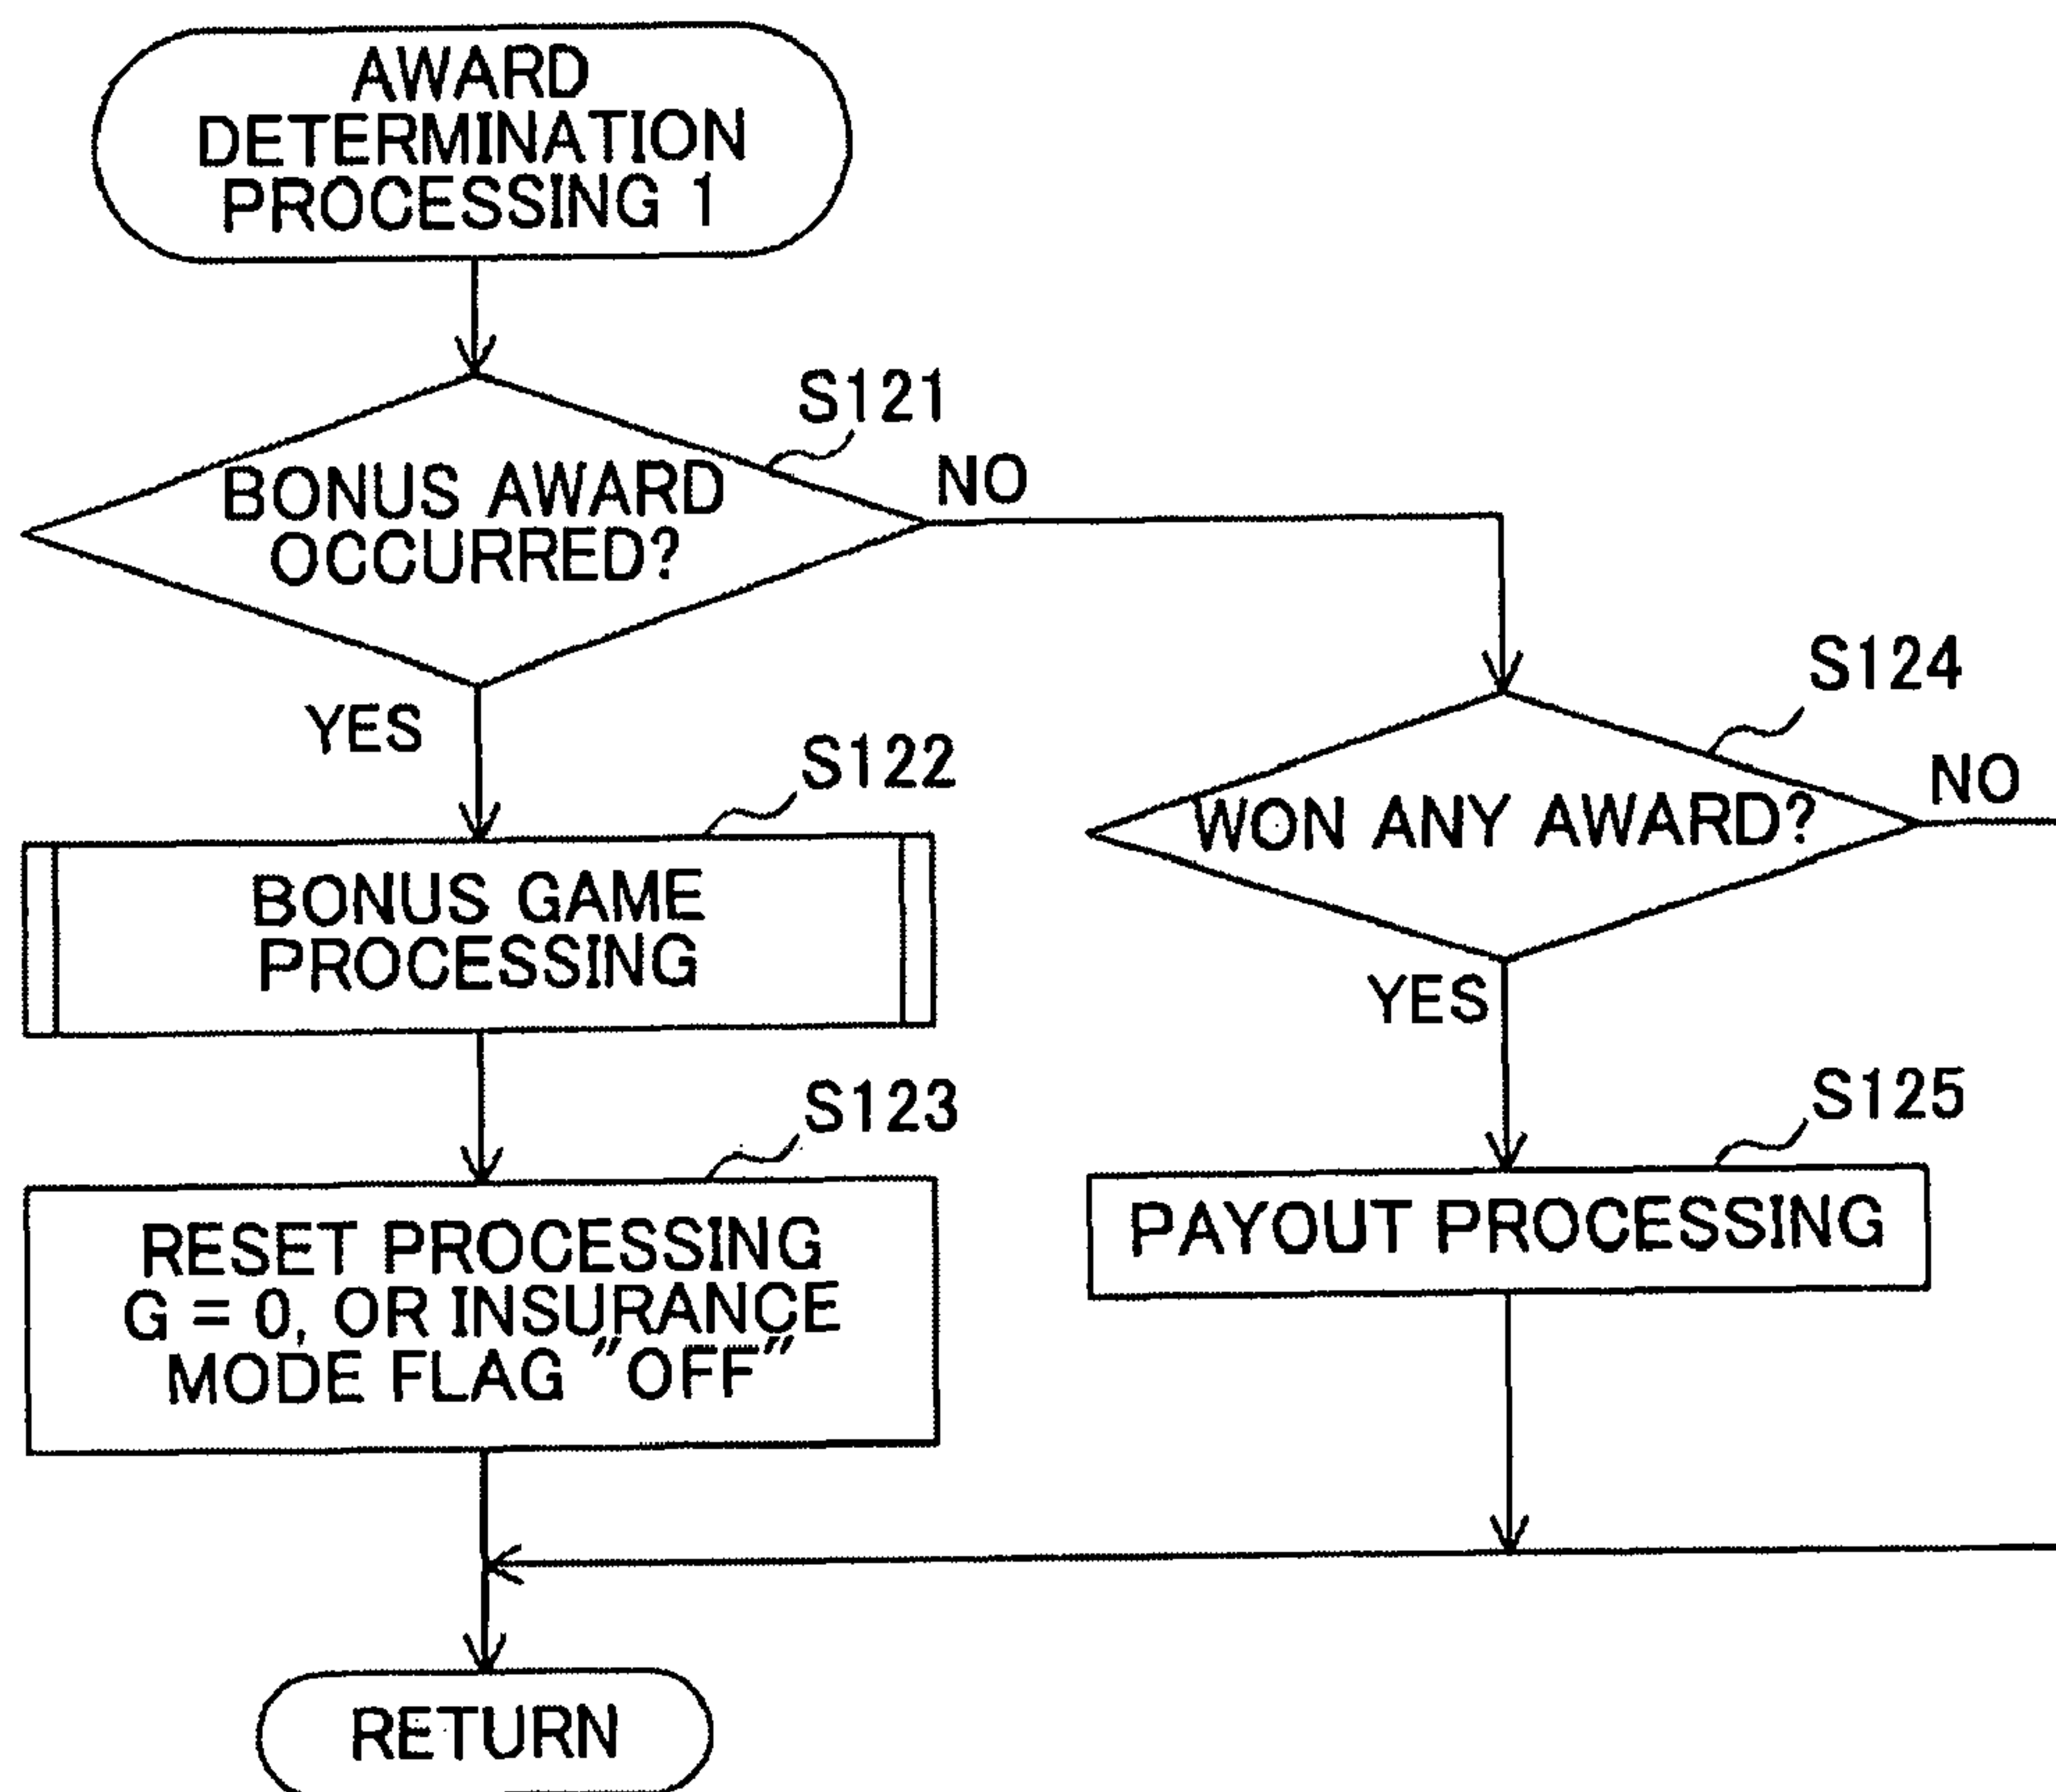 AWARD
DETERMINATION
PROCESSING 1
S121
BONUS AWARD
OCCURRED?
NO
YES
S122
BONUS GAME
PROCESSING
S123
RESET PROCESSING
G = 0, OR INSURANCE
MODE FLAG "OFF"
S124
WON ANY AWARD?
NO
YES
S125
PAYOUT PROCESSING
RETURN